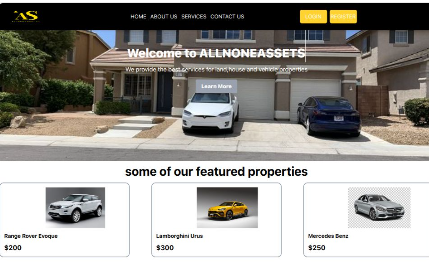 AS
HOME ABOUT US SERVICES CONTACT US
LOGIN REGISTER
Welcome to ALLNONEASSETS
We provide the best services for land,house and vehicle properties
Learn More
some of our featured properties
Range Rover Evoque
$200
Lamborghini Urus
$300
Mercedes Benz
$250